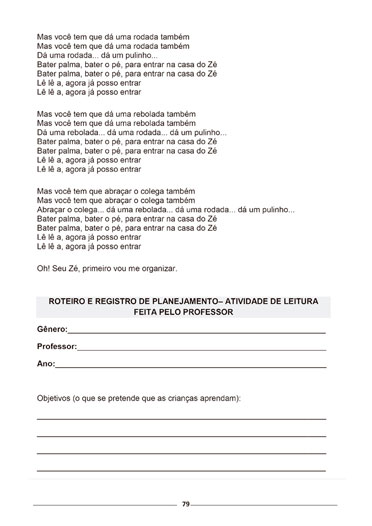 Mas você tem que dá uma rodada também
Mas você tem que dá uma rodada também
Dá uma rodada... dá um pulinho...
Bater palma, bater o pé, para entrar na casa do Zé
Bater palma, bater o pé, para entrar na casa do Zé
Lê lê a, agora já posso entrar
Lê lê a, agora já posso entrar
Mas você tem que dá uma rebolada também
Mas você tem que dá uma rebolada também
Dá uma rebolada... dá uma rodada... dá um pulinho...
Bater palma, bater o pé, para entrar na casa do Zé
Bater palma, bater o pé, para entrar na casa do Zé
Lê lê a, agora já posso entrar
Lê lê a, agora já posso entrar
Mas você tem que abraçar o colega também
Mas você tem que abraçar o colega também
Abraçar o colega... dá uma rebolada... dá uma rodada... dá um pulinho...
Bater palma, bater o pé, para entrar na casa do Zé
Bater palma, bater o pé, para entrar na casa do Zé
Lê lê a, agora já posso entrar
Lê lê a, agora já posso entrar
Oh! Seu Zé, primeiro vou me organizar.
ROTEIRO E REGISTRO DE PLANEJAMENTO– ATIVIDADE DE LEITURA
FEITA PELO PROFESSOR
Gênero:
Professor:
Ano:
Objetivos (o que se pretende que as crianças aprendam):
79